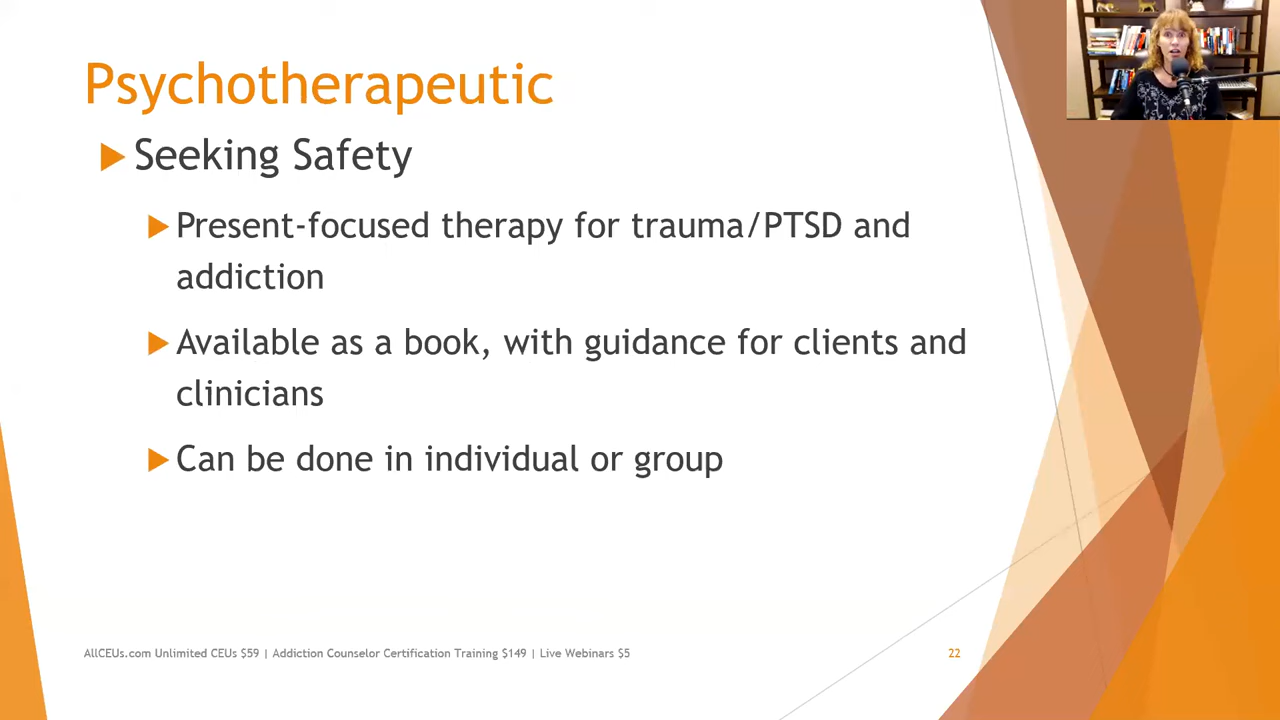 Psychotherapeutic
Seeking Safety
Present-focused therapy for trauma/PTSD and
addiction
Available as a book, with guidance for clients and
clinicians
Can be done in individual or group
AllCEUs.com Unlimited CEUs $59 | Addiction Counselor Certification Training $149 | Live Webinars $5
22